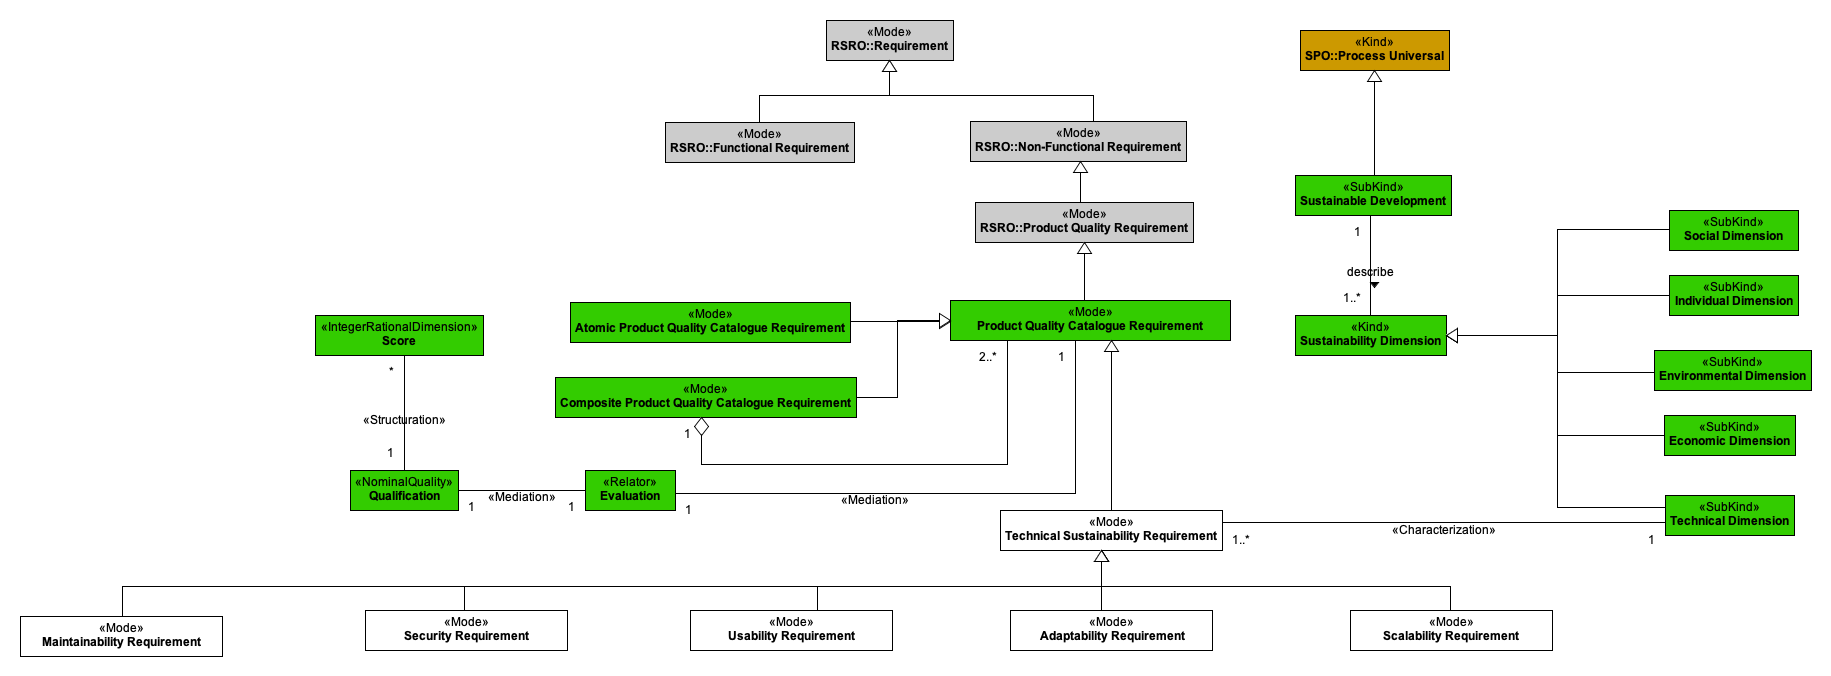 «Mode»
RSRO::Requirement
«Kind»
SPO::Process Universal
«Mode»
RSRO::Functional Requirement
«Mode»
RSRO::Non-Functional Requirement
«SubKind»
Sustainable Development
«Mode»
RSRO::Product Quality Requirement
«SubKind»
Social Dimension
1
describe
1..*
«SubKind»
Individual Dimension
«IntegerRationalDimension»
Score
«Mode»
Atomic Product Quality Catalogue Requirement
«Mode»
Product Quality Catalogue Requirement
«Kind»
Sustainability Dimension
2..*
1
«SubKind»
Environmental Dimension
*
«Mode»
Composite Product Quality Catalogue Requirement
«Structuration»
1
«SubKind»
Economic Dimension
1
«NominalQuality»
Qualification
«Mediation»
1
1
«Relator»
Evaluation
1
«Mediation»
«Mode»
Technical Sustainability Requirement
1..*
«Characterization»
1
«SubKind»
Technical Dimension
«Mode»
Maintainability Requirement
«Mode»
Security Requirement
«Mode»
Usability Requirement
«Mode»
Adaptability Requirement
«Mode»
Scalability Requirement